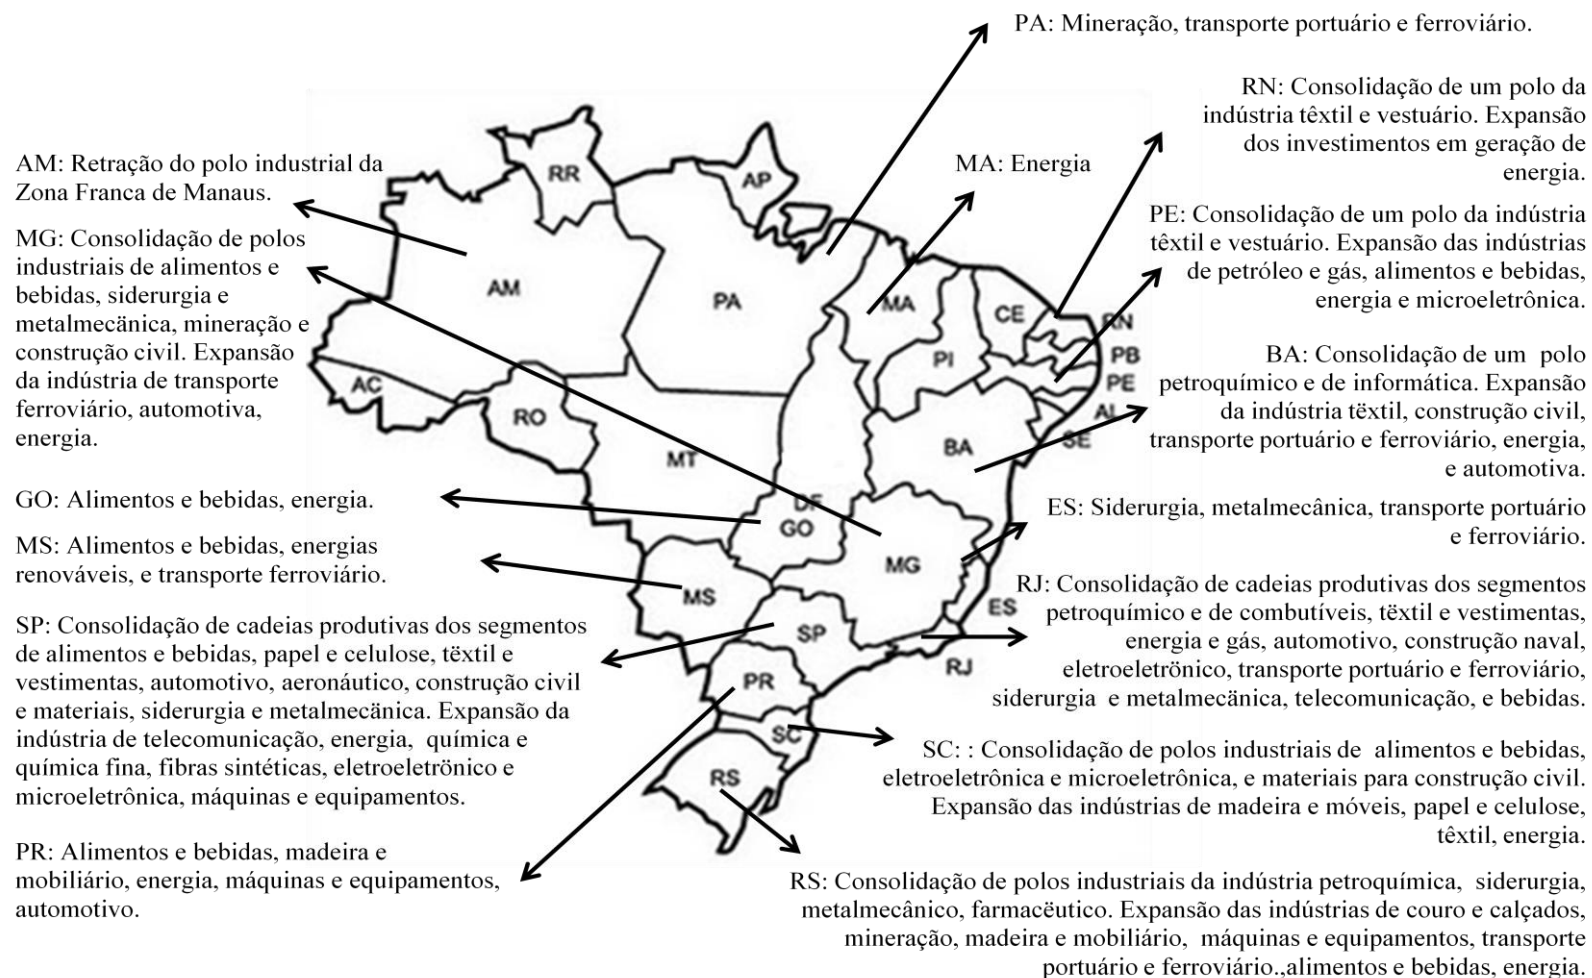 PA: Mineração, transporte portuário e ferroviário.
RN: Consolidação de um polo da
indústria têxtil e vestuário. Expansão
dos investimentos em geração de
energia.
MA: Energia
AM: Retração do polo industrial da
Zona Franca de Manaus.
PE: Consolidação de um polo da indústria
têxtil e vestuário. Expansão das indústrias
de petróleo e gás, alimentos e bebidas,
energia e microeletrônica.
MG: Consolidação de polos
industriais de alimentos e
bebidas, siderurgia e
metalmecänica, mineração e
construção civil. Expansão
da indústria de transporte
ferroviário, automotiva,
energia.
BA: Consolidação de um polo
petroquímico e de informática. Expansão
da indústria tëxtil, construção civil,
transporte portuário e ferroviário, energia,
e automotiva.
GO: Alimentos e bebidas, energia.
ES: Siderurgia, metalmecânica, transporte portuário
e ferroviário.
MS: Alimentos e bebidas, energias
renováveis, e transporte ferroviário.
RJ: Consolidação de cadeias produtivas dos segmentos
petroquímico e de combutíveis, tëxtil e vestimentas,
energia e gás, automotivo, construção naval,
eletroeletrönico, transporte portuário e ferroviário,
siderurgia e metalmecänica, telecomunicação, e bebidas.
SP: Consolidação de cadeias produtivas dos segmentos
de alimentos e bebidas, papel e celulose, tëxtil e
vestimentas, automotivo, aeronáutico, construção civil
e materiais, siderurgia e metalmecänica. Expansão da
indústria de telecomunicação, energia, química e
química fina, fibras sintéticas, eletroeletrönico e
microeletrônica, máquinas e equipamentos.
SC: : Consolidação de polos industriais de alimentos e bebidas,
eletroeletrônica e microeletrônica, e materiais para construção civil.
Expansão das indústrias de madeira e móveis, papel e celulose,
têxtil, energia.
PR: Alimentos e bebidas, madeira e
mobiliário, energia, máquinas e equipamentos,
automotivo.
RS: Consolidação de polos industriais da indústria petroquímica, siderurgia,
metalmecânico, farmacëutico. Expansão das indústrias de couro e calçados,
mineração, madeira e mobiliário, máquinas e equipamentos, transporte
portuário e ferroviário.,alimentos e bebidas, energia.
RR
AP
AM
PA
MA
CE
RN
PI
PB
PE
AL
SE
AC
RO
MT
BA
DF
GO
MG
MS
ES
SP
RJ
PR
SC
RS